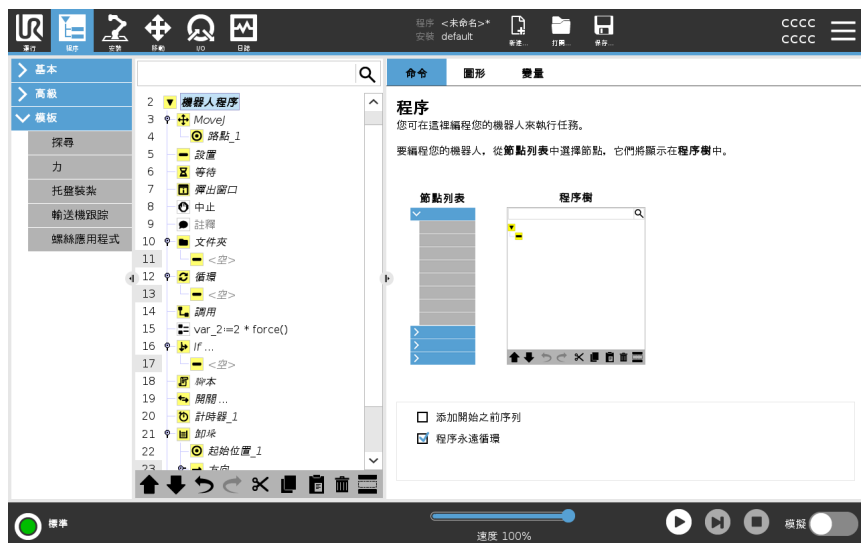 UR
運行
程序
安裝
移動
I/O
日誌
程序 <未命名>*
安裝 default
新建...
打開...
保存...
CCCC
CCCC
基本
高級
模板
探尋
力
托盤裝紮
輸送機跟踪
螺絲應用程式
2 機器人程序
3 MoveJ
4 路點_1
5 設置
6 等待
7 彈出窗口
8 中止
9 註釋
10 文件夾
11 <空>
12 循環
13 <空>
14 調用
15 var_2:=2 * force()
16 If ...
17 <空>
18 腳本
19 開關 ...
20 計時器_1
21 卸垛
22 起始位置_1
23 方向
命令
圖形
變量
程序
您可在這裡編程您的機器人來執行任務。
要編程您的機器人，從節點列表中選擇節點，它們將顯示在程序樹中。
節點列表
程序樹
添加開始之前序列
程序永遠循環
標準
速度 100%
模擬